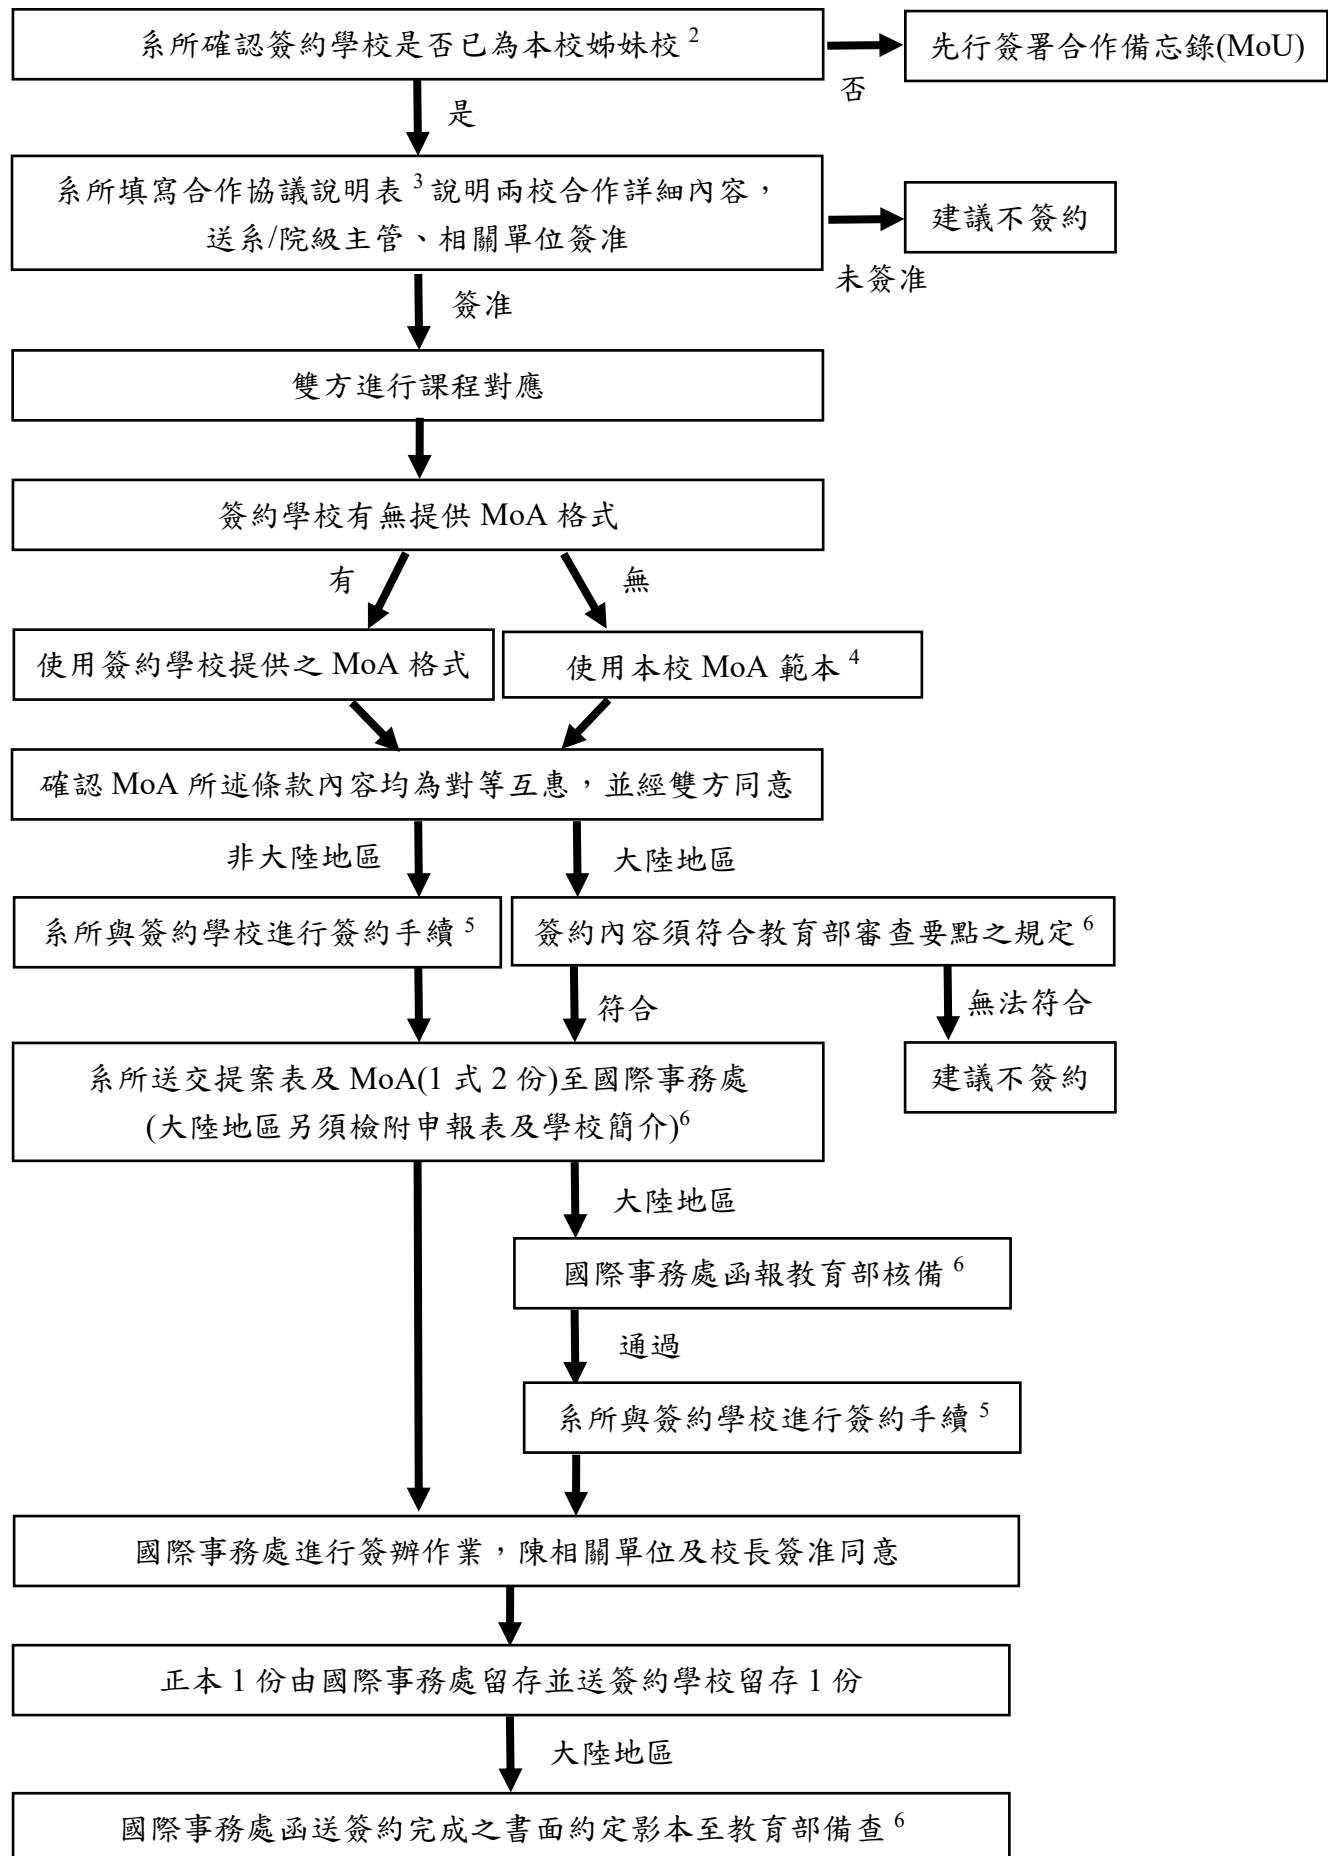 系所確認簽約學校是否已為本校姊妹校 2
先行簽署合作備忘錄(MoU)
否
是
系所填寫合作協議說明表 3 說明兩校合作詳細內容，
送系/院級主管、相關單位簽准
建議不簽約
未簽准
簽准
雙方進行課程對應
簽約學校有無提供 MoA 格式
有
無
使用簽約學校提供之 MoA 格式
使用本校 MoA 範本 4
確認 MoA 所述條款內容均為對等互惠，並經雙方同意
非大陸地區
大陸地區
系所與簽約學校進行簽約手續 5
簽約內容須符合教育部審查要點之規定 6
符合
無法符合
系所送交提案表及 MoA(1 式 2 份)至國際事務處
(大陸地區另須檢附申報表及學校簡介)6
建議不簽約
大陸地區
國際事務處函報教育部核備 6
通過
系所與簽約學校進行簽約手續 5
國際事務處進行簽辦作業，陳相關單位及校長簽准同意
正本 1 份由國際事務處留存並送簽約學校留存 1 份
大陸地區
國際事務處函送簽約完成之書面約定影本至教育部備查 6